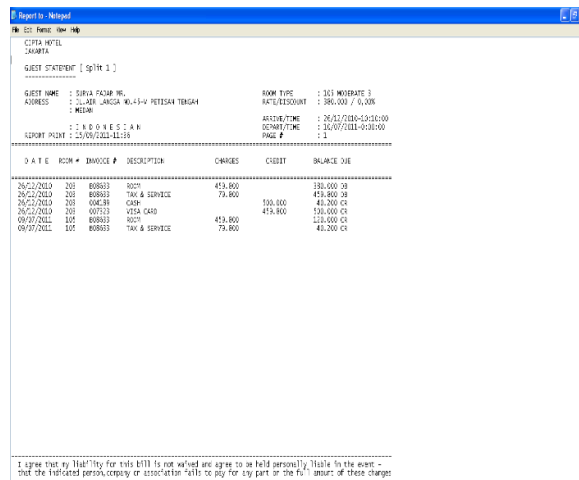 Report to - Notepad
File Edit Format View Help
CIPTA HOTEL
JAKARTA
GUEST STATEMENT [ Split 1 ]
GUEST NAME : SURYA FAJAR MR. ROOM TYPE : 105 MODERATE 3
ADDRESS : JL.AIR LANGGA NO.45-V PETISAH TENGAH RATE/DISCOUNT : 380.000 / 0,00%
: MEDAN
ARRIVE/TIME : 26/12/2010-10:10:00
: I N D O N E S I A N DEPART/TIME : 10/07/2011-0:00:00
REPORT PRINT : 15/09/2011-11:36 PAGE # : 1
D A T E ROOM # INVOICE # DESCRIPTION CHARGES CREDIT BALANCE DUE
26/12/2010 203 B08633 ROOM 459.800 380.000 DB
26/12/2010 203 B08633 TAX & SERVICE 79.800 459.800 DB
26/12/2010 203 004189 CASH 500.000 40.200 CR
26/12/2010 203 007323 VISA CARD 459.800 500.000 CR
09/07/2011 105 B08633 ROOM 459.800 120.000 CR
09/07/2011 105 B08633 TAX & SERVICE 79.800 40.200 CR
I agree that my liability for this bill is not waived and agree to be held personally liable in the event -
that the indicated person,company or association fails to pay for any part or the full amount of these charges